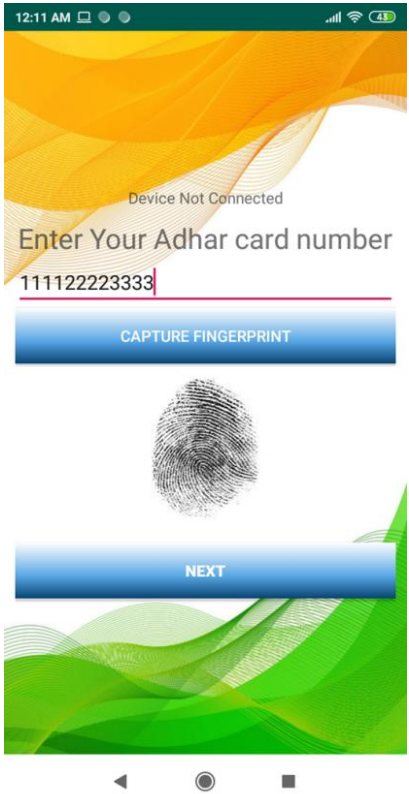 12:11 AM 43
Device Not Connected
Enter Your Adhar card number
111122223333
CAPTURE FINGERPRINT
NEXT